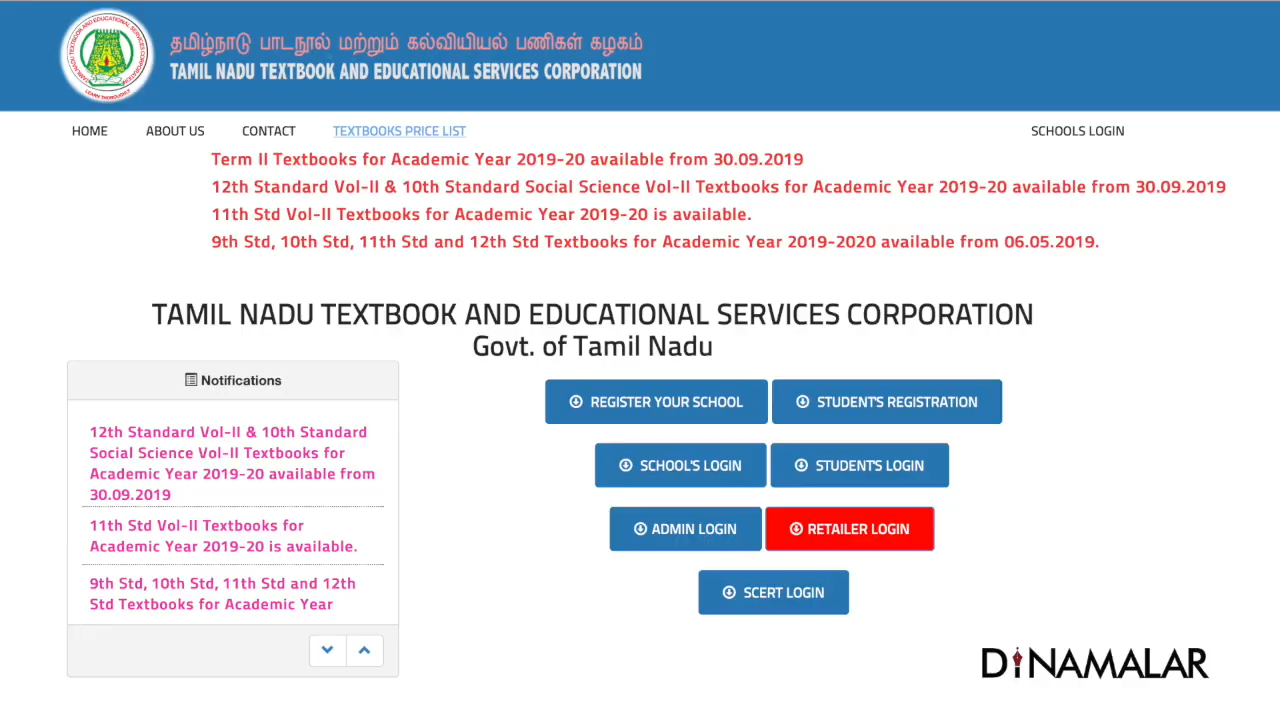 தமிழ்நாடு பாடநூல் மற்றும் கல்வியியல் பணிகள் கழகம்
TAMIL NADU TEXTBOOK AND EDUCATIONAL SERVICES CORPORATION
TAMILNADU TEXTBOOK AND EDUCATIONAL SERVICES CORPORATION
LEARN THOROUGHLY
HOME ABOUT US CONTACT TEXTBOOKS PRICE LIST SCHOOLS LOGIN
Term II Textbooks for Academic Year 2019-20 available from 30.09.2019
12th Standard Vol-II & 10th Standard Social Science Vol-II Textbooks for Academic Year 2019-20 available from 30.09.2019
11th Std Vol-II Textbooks for Academic Year 2019-20 is available.
9th Std, 10th Std, 11th Std and 12th Std Textbooks for Academic Year 2019-2020 available from 06.05.2019.
TAMIL NADU TEXTBOOK AND EDUCATIONAL SERVICES CORPORATION
Govt. of Tamil Nadu
Notifications
12th Standard Vol-II & 10th Standard
Social Science Vol-II Textbooks for
Academic Year 2019-20 available from
30.09.2019
11th Std Vol-II Textbooks for
Academic Year 2019-20 is available.
9th Std, 10th Std, 11th Std and 12th
Std Textbooks for Academic Year
REGISTER YOUR SCHOOL STUDENT'S REGISTRATION
SCHOOL'S LOGIN STUDENT'S LOGIN
ADMIN LOGIN RETAILER LOGIN
SCERT LOGIN
DINAMALAR